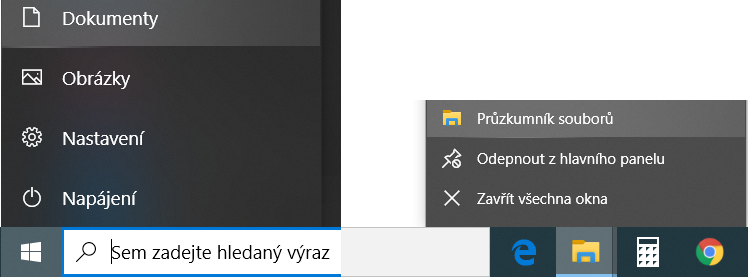 Dokumenty
Obrázky
Nastavení
Napájení
Sem zadejte hledaný výraz
Průzkumník souborů
Odepnout z hlavního panelu
Zavřít všechna okna